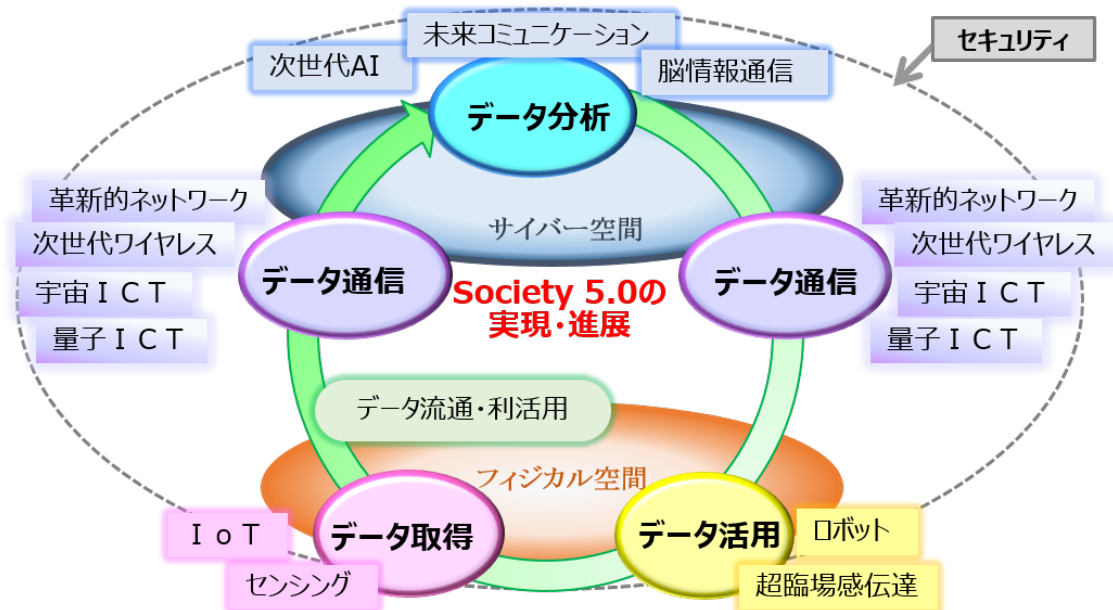 未来コミュニケーション
セキュリティ
次世代AI
脳情報通信
データ分析
革新的ネットワーク
次世代ワイヤレス
宇宙ＩＣＴ
量子ＩＣＴ
データ通信
サイバー空間
データ通信
革新的ネットワーク
次世代ワイヤレス
宇宙ＩＣＴ
量子ＩＣＴ
Society 5.0の
実現・進展
データ流通・利活用
フィジカル空間
ＩｏＴ
センシング
データ取得
データ活用
ロボット
超臨場感伝達